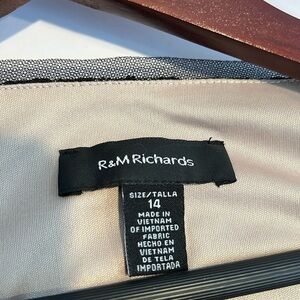 R&M Richards
SIZE/TALLA
14
MADE IN
VIETNAM
OF IMPORTED
FABRIC
HECHO EN
VIETNAM
DE TELA
IMPORTADA